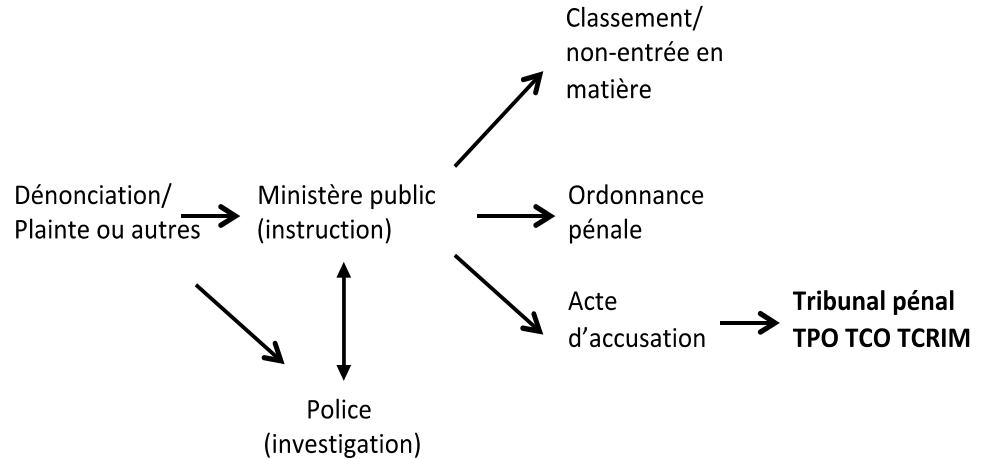 Classement/
non-entrée en
matière
Dénonciation/
Plainte ou autres
Ministère public
(instruction)
Ordonnance
pénale
Acte
d’accusation
Tribunal pénal
TPO TCO TCRIM
Police
(investigation)